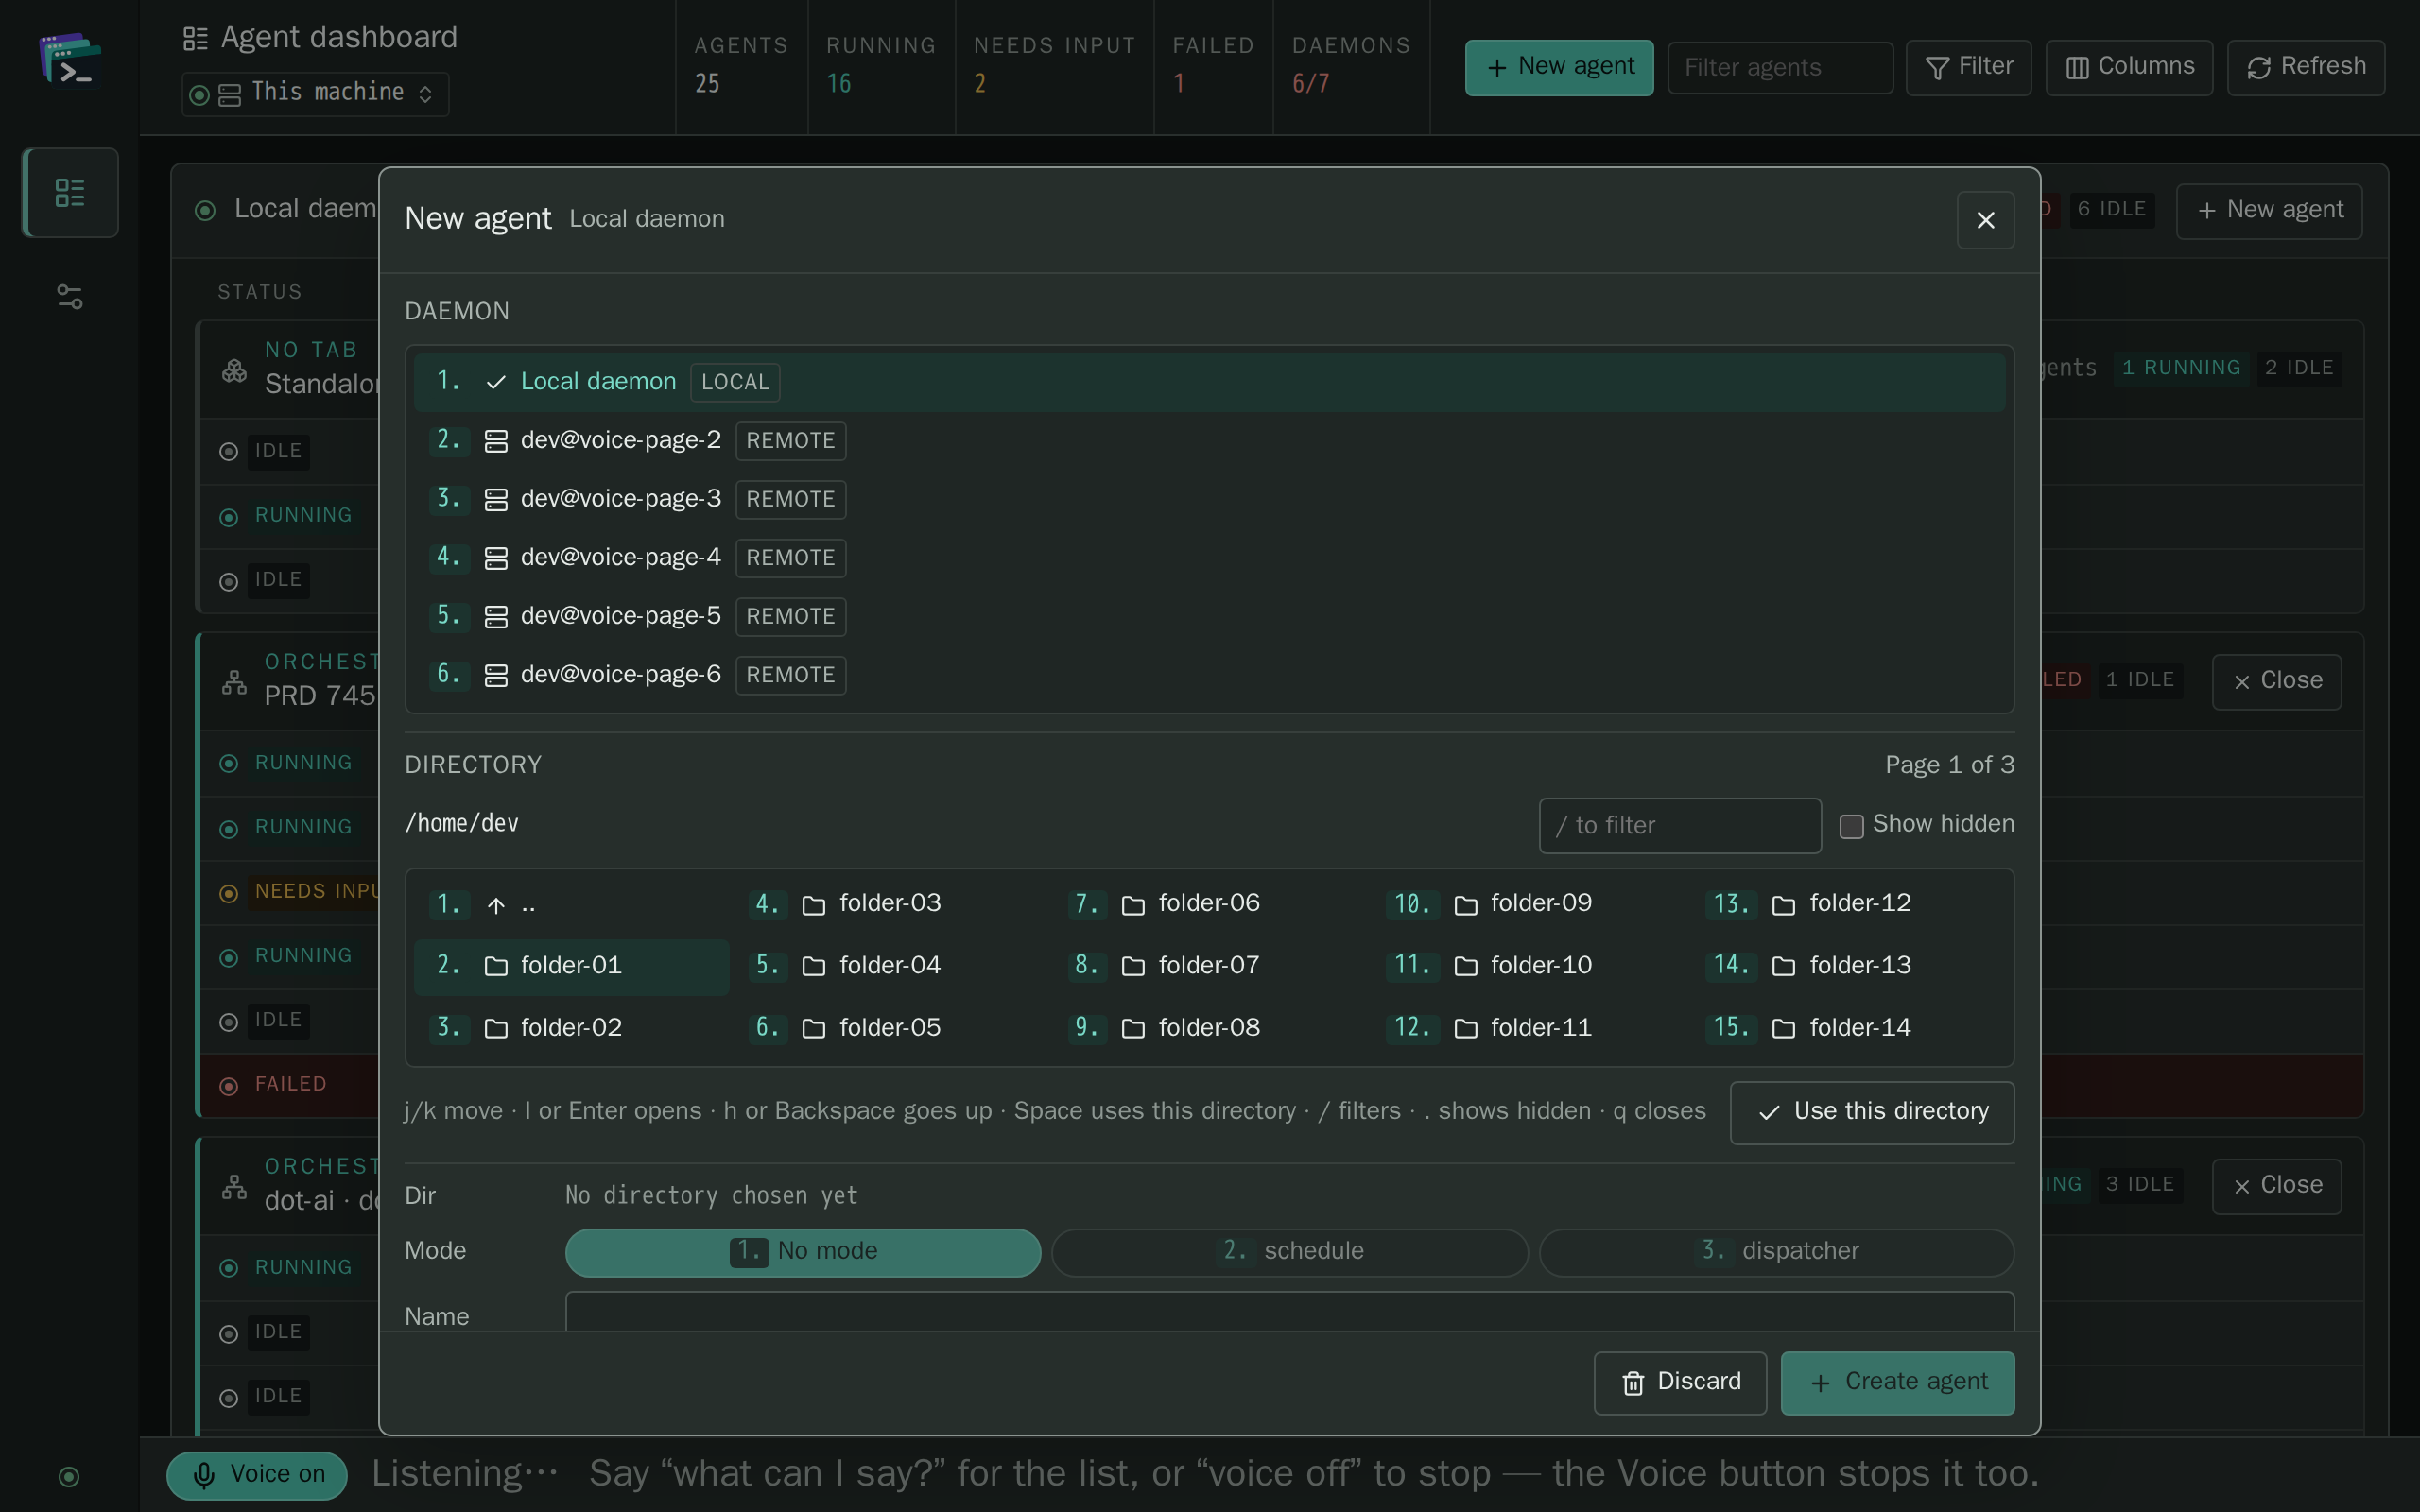 Agent dashboard
This machine
AGENTS
25
RUNNING
16
NEEDS INPUT
2
FAILED
1
DAEMONS
6/7
+ New agent
Filter agents
Filter
Columns
Refresh
Local daem
6 IDLE
+ New agent
STATUS
NO TAB
Standalo
gents
1 RUNNING
2 IDLE
IDLE
RUNNING
IDLE
ORCHEST
PRD 745
LED
1 IDLE
Close
RUNNING
RUNNING
NEEDS INPU
RUNNING
IDLE
FAILED
ORCHEST
dot-ai · d
ING
3 IDLE
Close
RUNNING
IDLE
IDLE
New agent Local daemon
DAEMON
1. Local daemon LOCAL
2. dev@voice-page-2 REMOTE
3. dev@voice-page-3 REMOTE
4. dev@voice-page-4 REMOTE
5. dev@voice-page-5 REMOTE
6. dev@voice-page-6 REMOTE
DIRECTORY
Page 1 of 3
/home/dev
/ to filter
Show hidden
1. ..
2. folder-01
3. folder-02
4. folder-03
5. folder-04
6. folder-05
7. folder-06
8. folder-07
9. folder-08
10. folder-09
11. folder-10
12. folder-11
13. folder-12
14. folder-13
15. folder-14
j/k move · l or Enter opens · h or Backspace goes up · Space uses this directory · / filters · . shows hidden · q closes
Use this directory
Dir No directory chosen yet
Mode 1. No mode 2. schedule 3. dispatcher
Name
Discard
+ Create agent
Voice on
Listening··· Say “what can I say?” for the list, or “voice off” to stop — the Voice button stops it too.